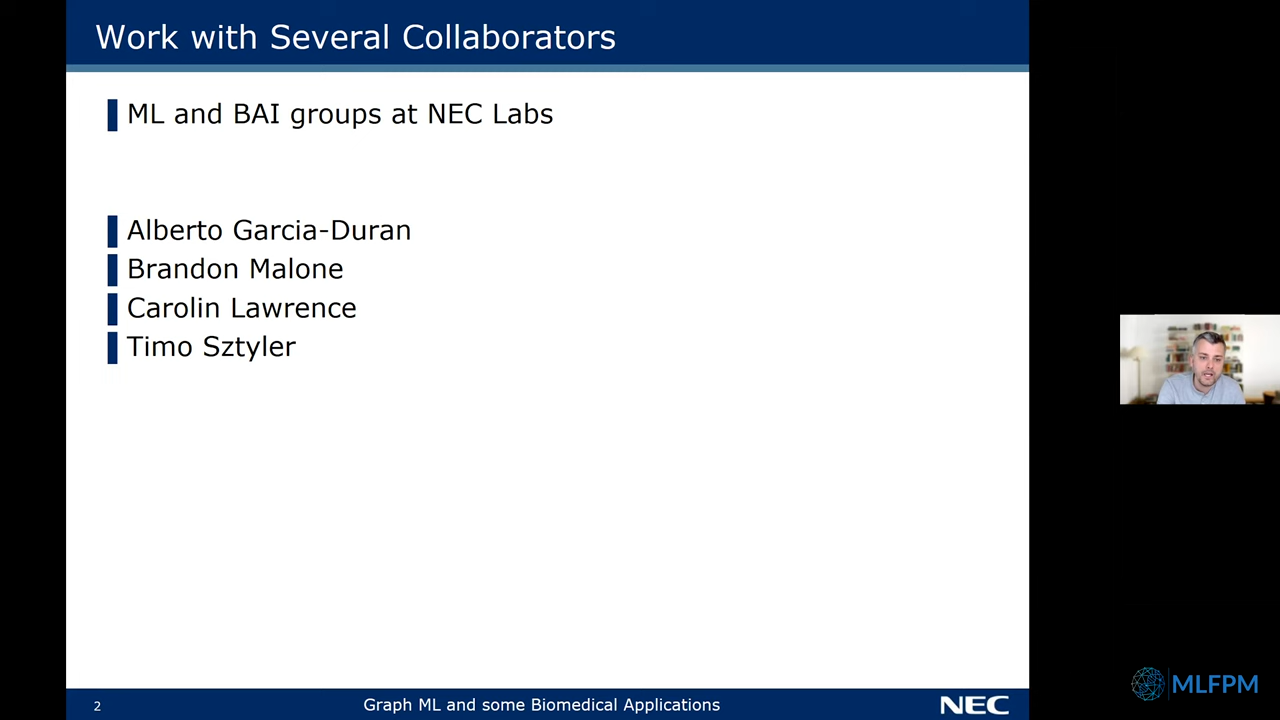 Work with Several Collaborators
ML and BAI groups at NEC Labs
Alberto Garcia-Duran
Brandon Malone
Carolin Lawrence
Timo Sztyler
2
Graph ML and some Biomedical Applications
NEC
MLFPM